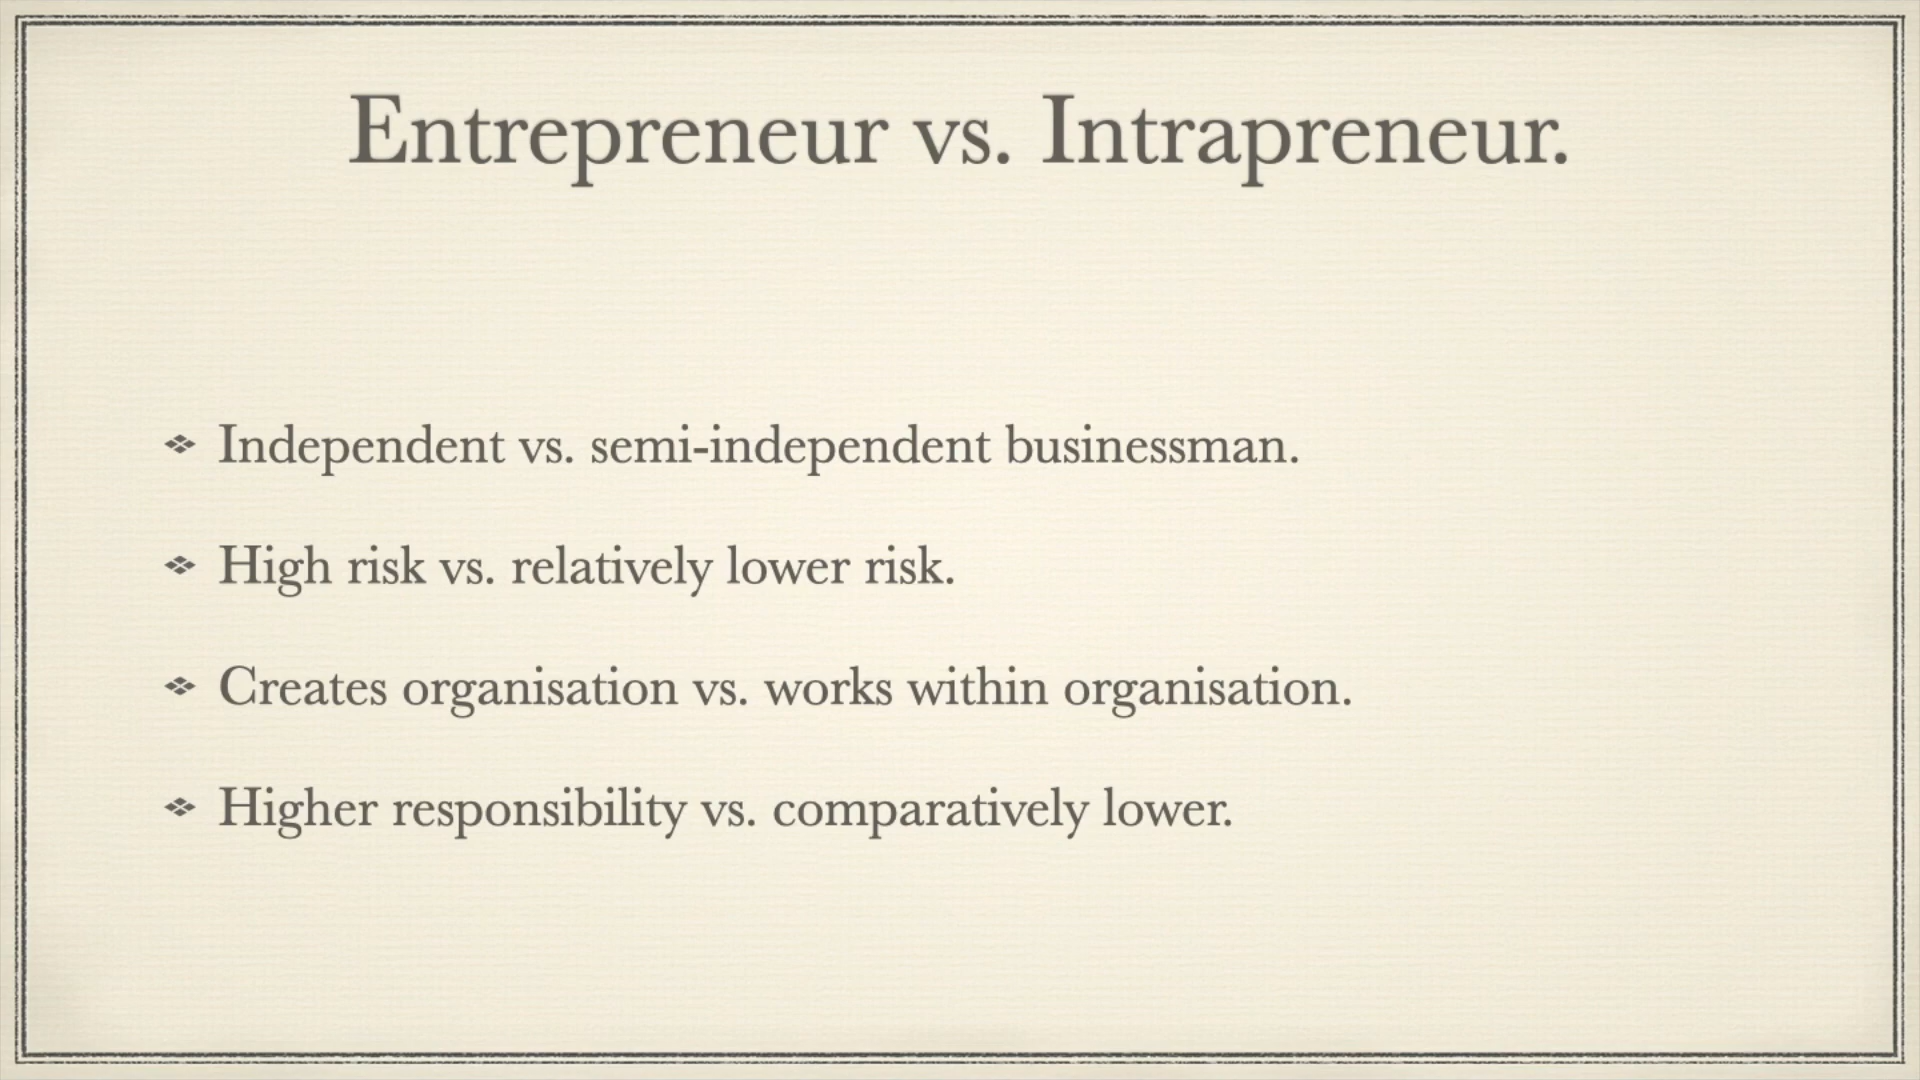 Entrepreneur vs. Intrapreneur.
Independent vs. semi-independent businessman.
High risk vs. relatively lower risk.
Creates organisation vs. works within organisation.
Higher responsibility vs. comparatively lower.